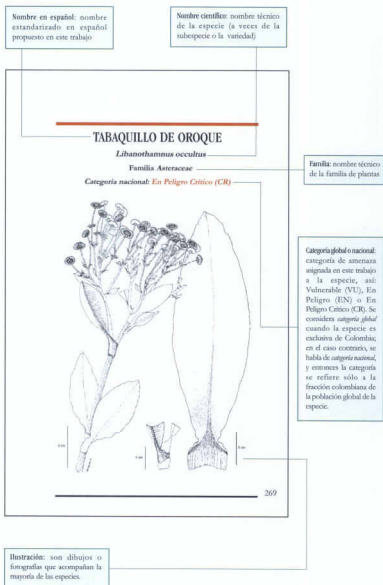 Nombre en español: nombre
estandarizado en español
propuesto en este trabajo
Nombre científico: nombre técnico
de la especie (a veces de la
subespecie o la variedad)
TABAQUILLO DE OROQUE
Libanothamnus occultus
Familia Asteraceae
Categoría nacional: En Peligro Crítico (CR)
Familia: nombre técnico
de la familia de plantas
Categoría global o nacional:
categoría de amenaza
asignada en este trabajo
a la especie, así:
Vulnerable (VU), En
Peligro (EN) o En
Peligro Crítico (CR). Se
considera categoría global
cuando la especie es
exclusiva de Colombia;
en el caso contrario, se
habla de categoría nacional,
y entonces la categoría
se refiere sólo a la
fracción colombiana de
la población global de la
especie.
269
Ilustración: son dibujos o
fotografías que acompañan la
mayoría de las especies.